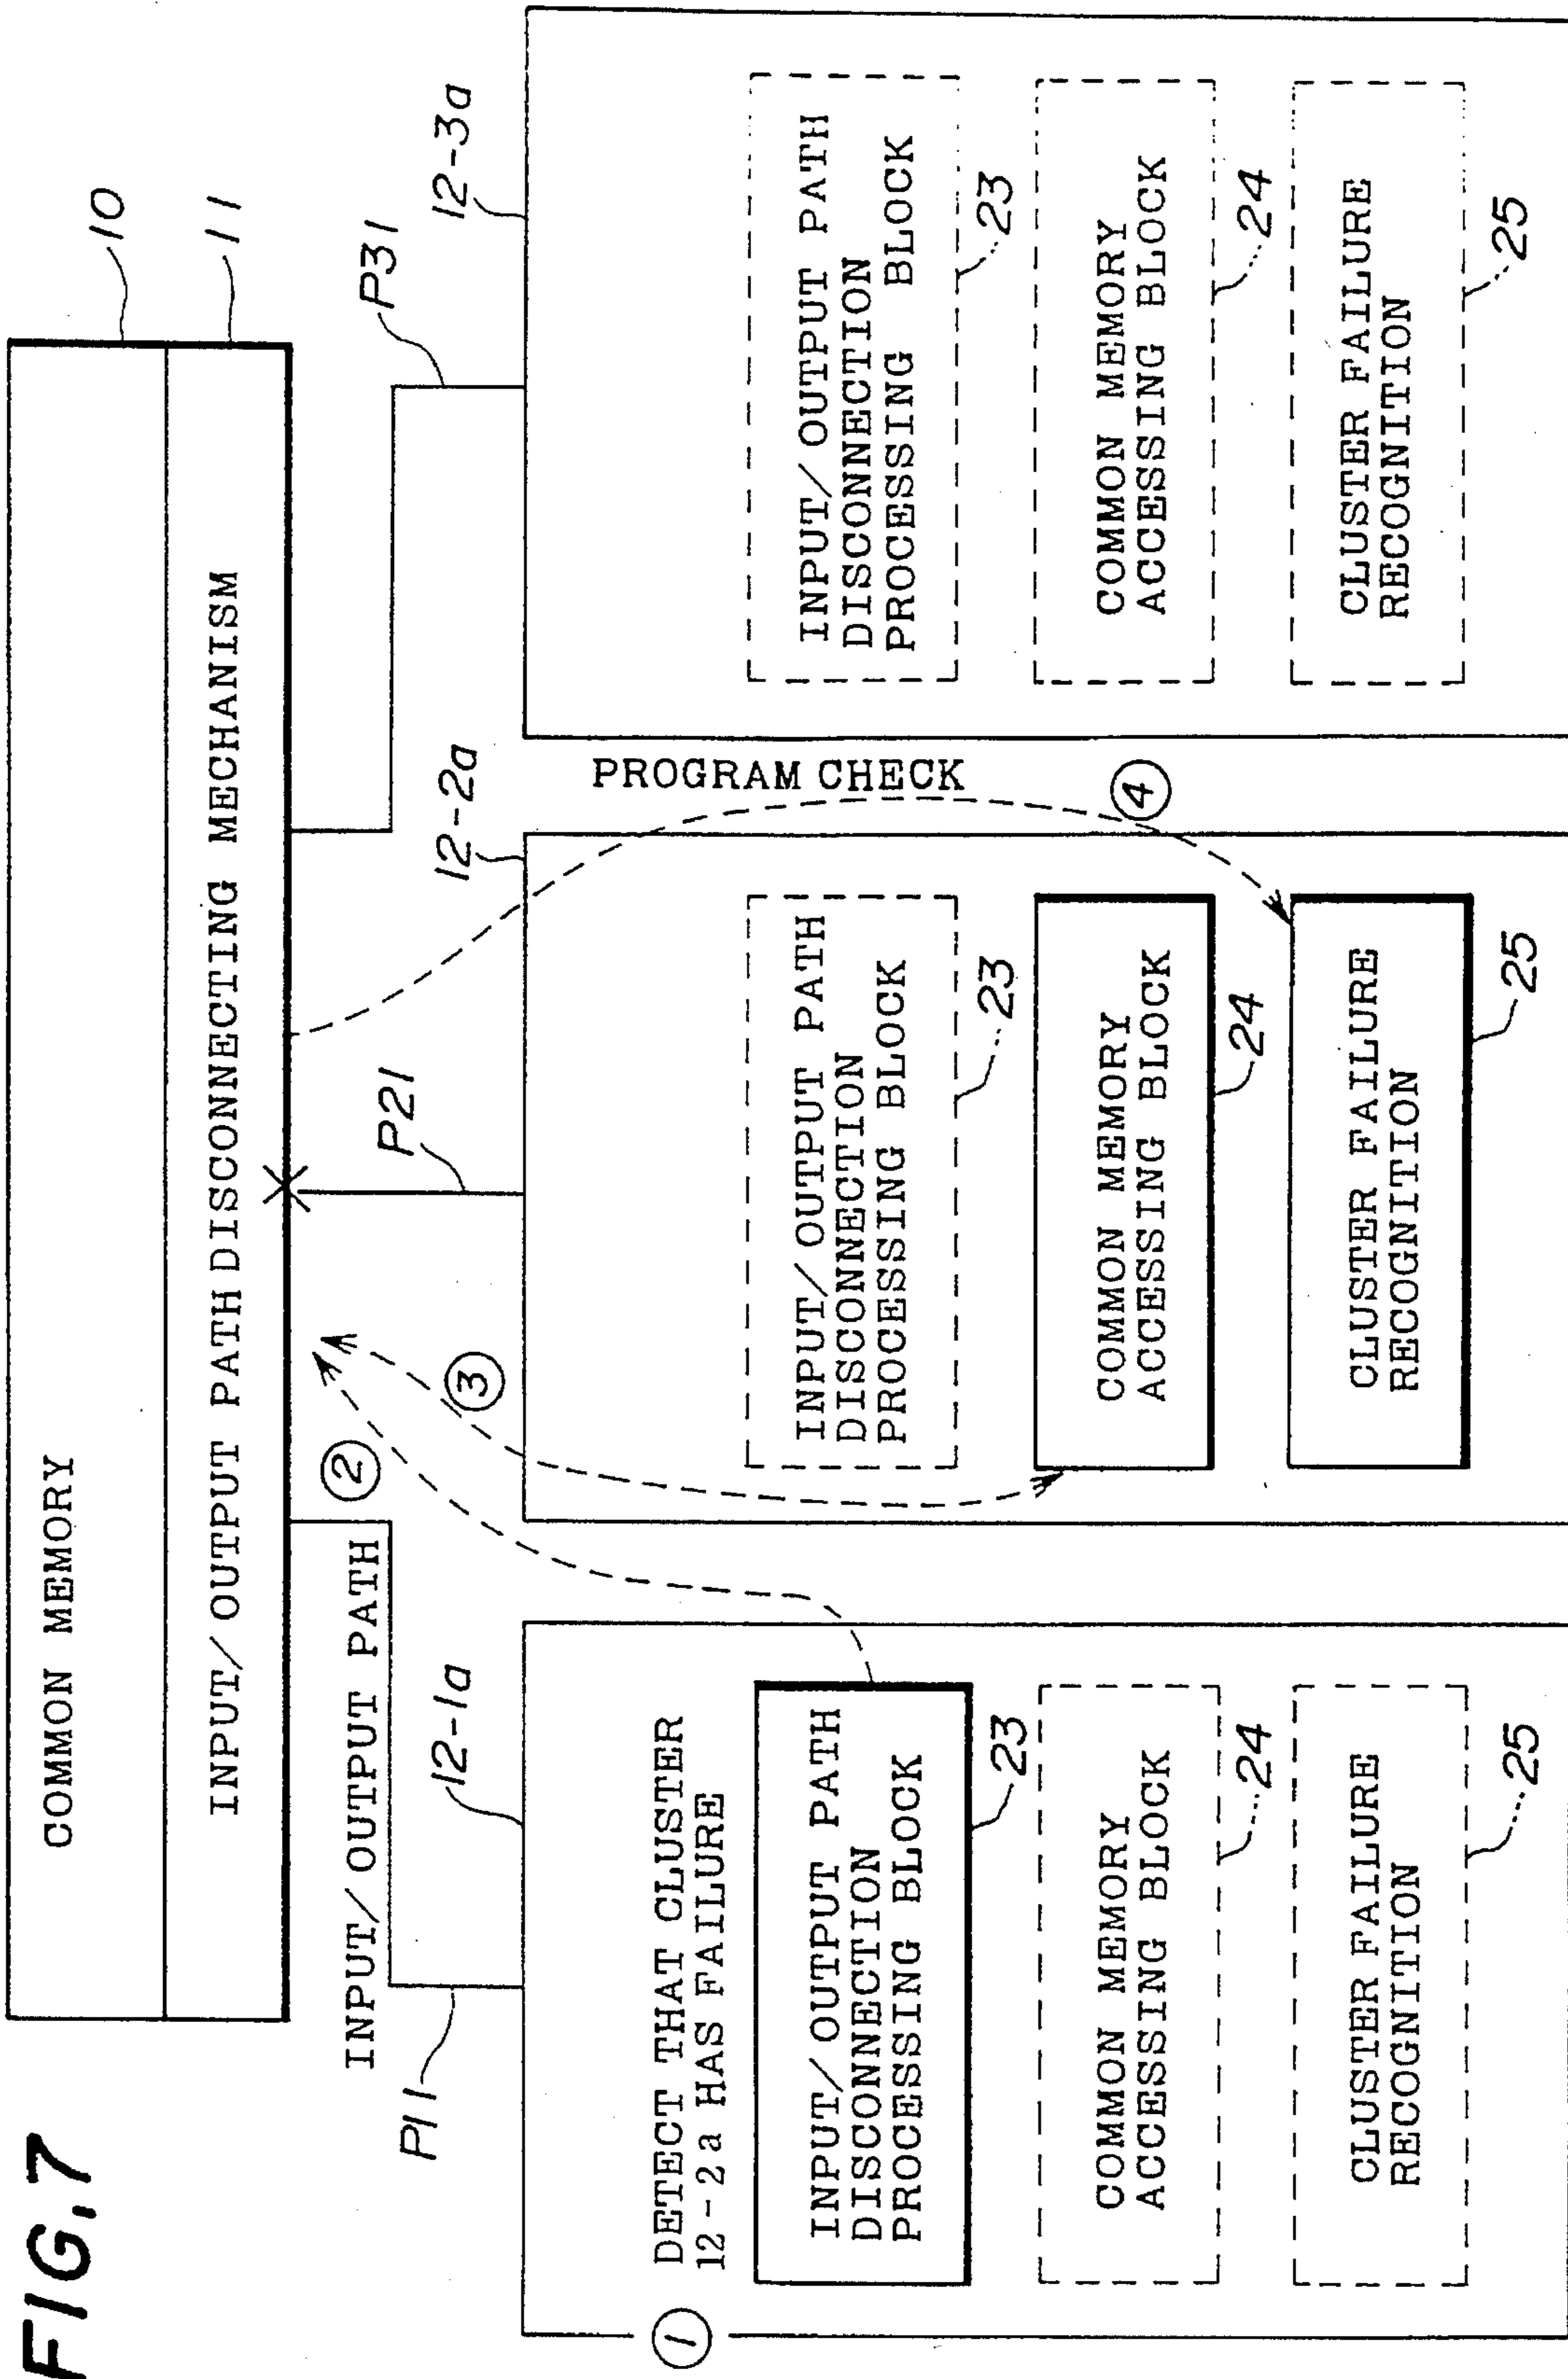 FIG.7
COMMON MEMORY
10
INPUT/OUTPUT PATH DISCONNECTING MECHANISM
11
INPUT/OUTPUT PATH
②
③
P11
P21
P31
12-1a
12-2a
12-3a
①
DETECT THAT CLUSTER
12-2a HAS FAILURE
INPUT/OUTPUT PATH
DISCONNECTION
PROCESSING BLOCK
23
COMMON MEMORY
ACCESSING BLOCK
24
CLUSTER FAILURE
RECOGNITION
25
INPUT/OUTPUT PATH
DISCONNECTION
PROCESSING BLOCK
23
COMMON MEMORY
ACCESSING BLOCK
24
CLUSTER FAILURE
RECOGNITION
25
PROGRAM CHECK
④
INPUT/OUTPUT PATH
DISCONNECTION
PROCESSING BLOCK
23
COMMON MEMORY
ACCESSING BLOCK
24
CLUSTER FAILURE
RECOGNITION
25